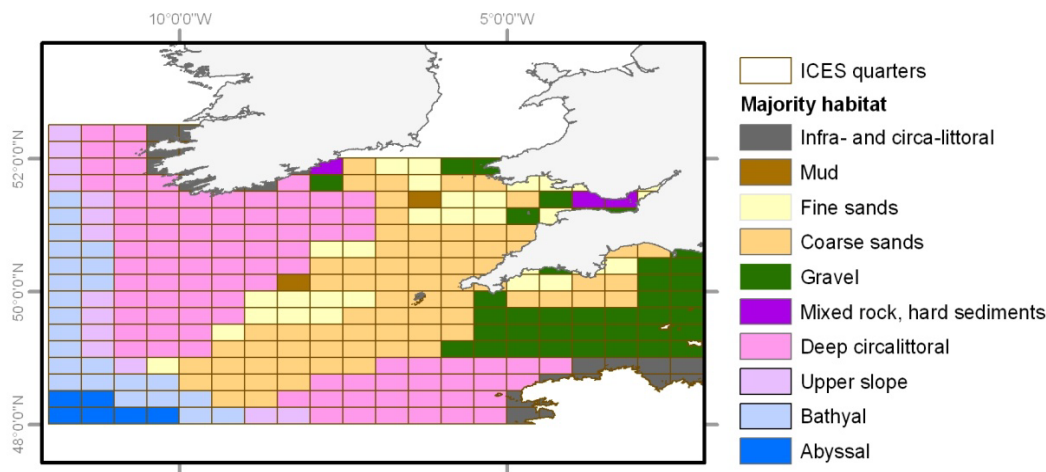 10°0'0"W 5°0'0"W
52°0'0"N
50°0'0"N
48°0'0"N
ICES quarters
Majority habitat
Infra- and circa-littoral
Mud
Fine sands
Coarse sands
Gravel
Mixed rock, hard sediments
Deep circalittoral
Upper slope
Bathyal
Abyssal